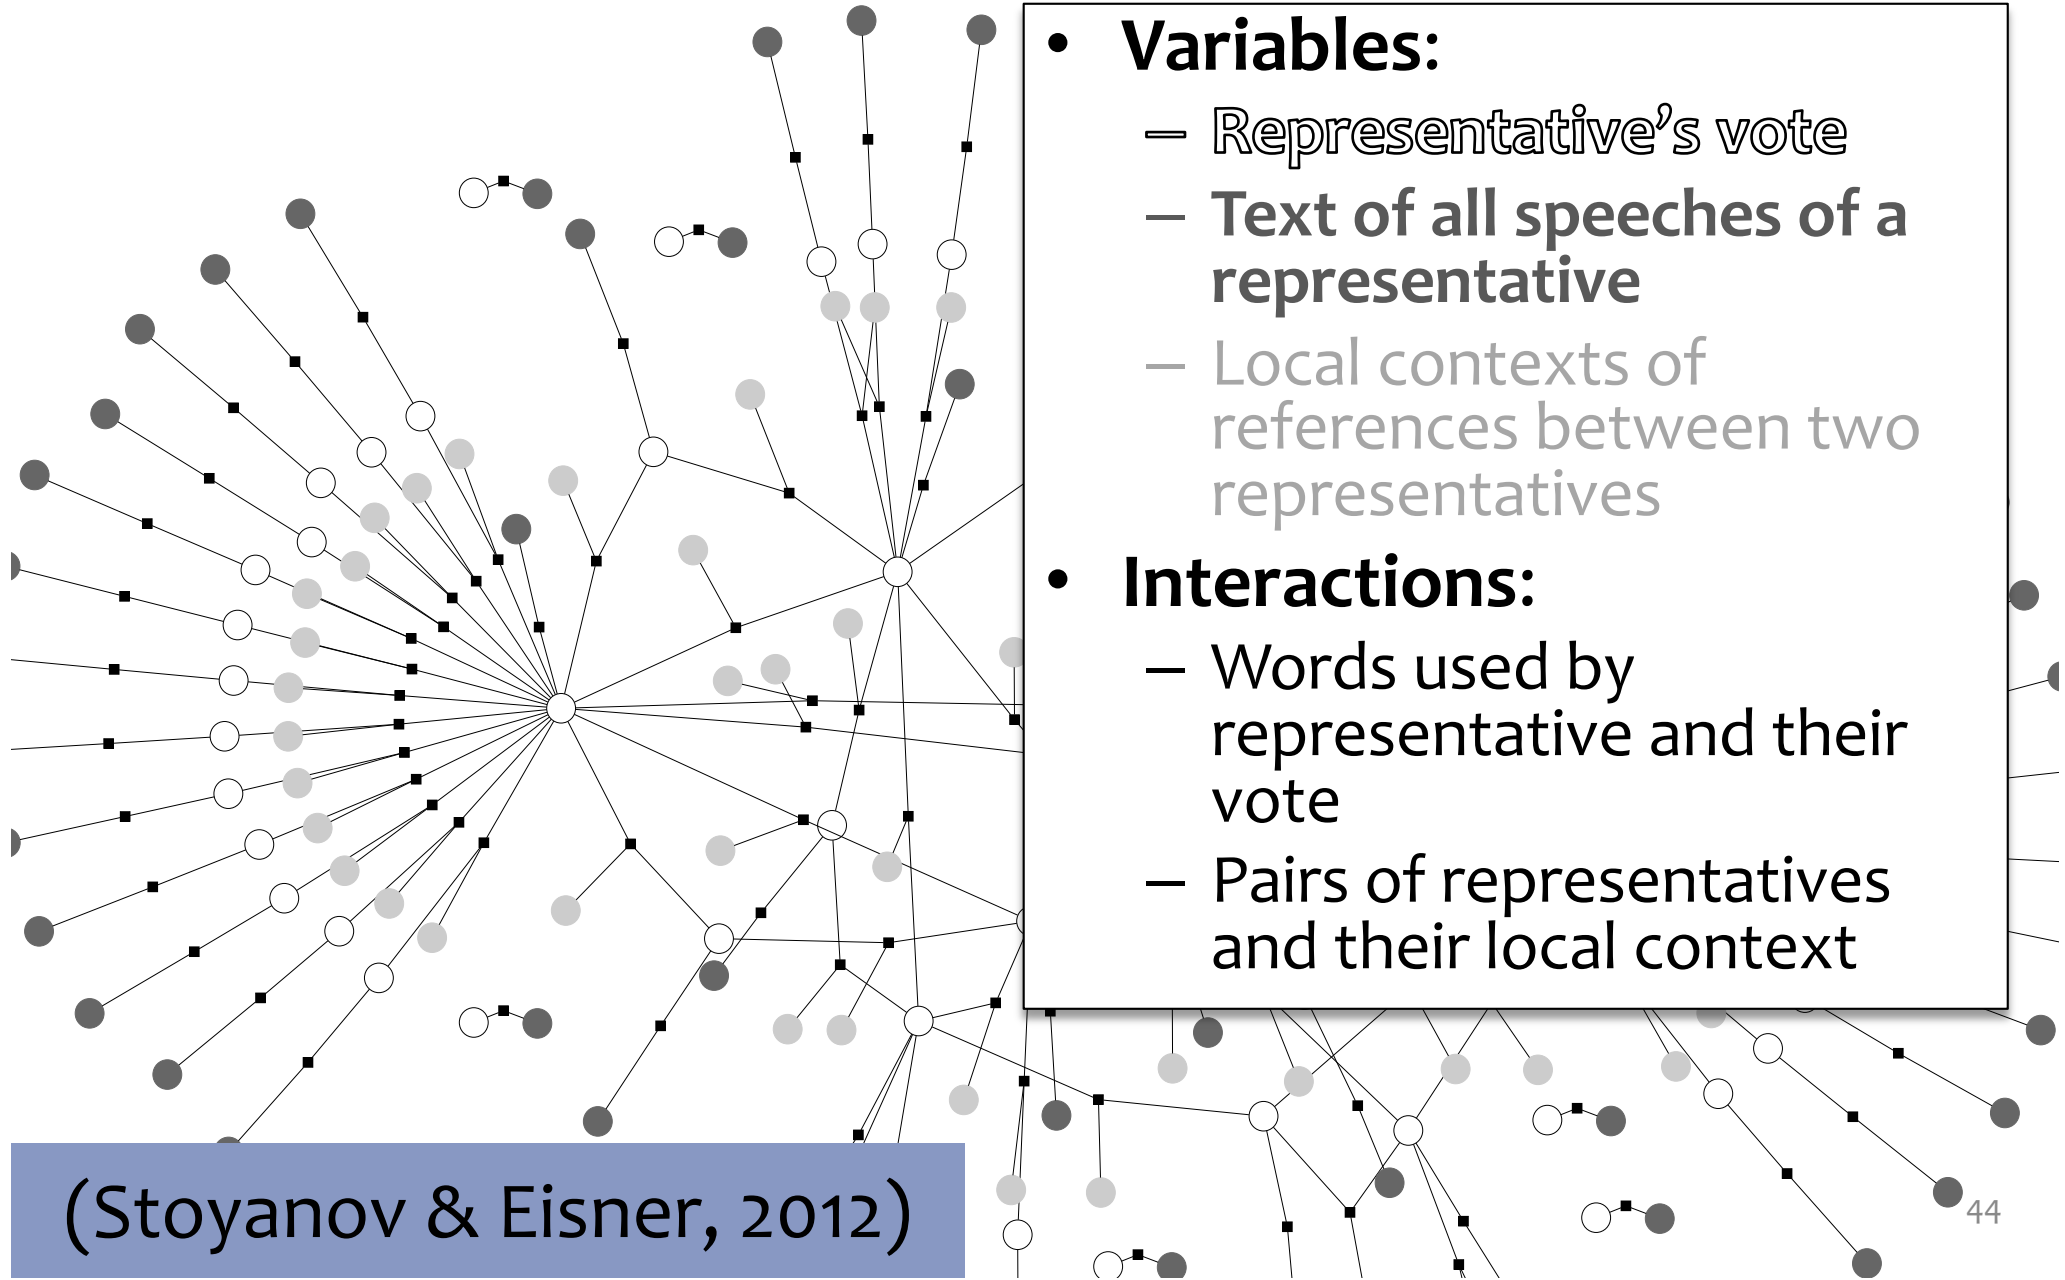 • Variables:
– Representative’s vote
– Text of all speeches of a
representative
– Local contexts of
references between two
representatives
• Interactions:
– Words used by
representative and their
vote
– Pairs of representatives
and their local context
(Stoyanov & Eisner, 2012)
44